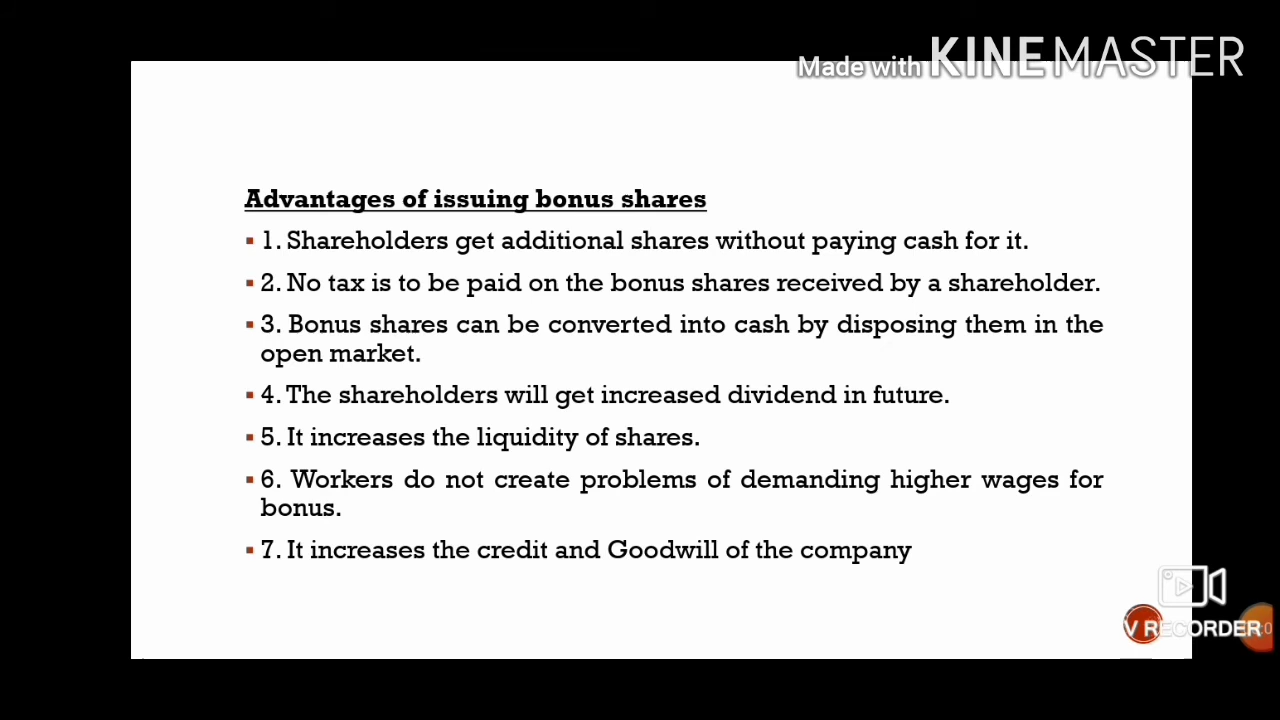 Made with KINEMASTER
Advantages of issuing bonus shares
▪ 1. Shareholders get additional shares without paying cash for it.
▪ 2. No tax is to be paid on the bonus shares received by a shareholder.
▪ 3. Bonus shares can be converted into cash by disposing them in the
open market.
▪ 4. The shareholders will get increased dividend in future.
▪ 5. It increases the liquidity of shares.
▪ 6. Workers do not create problems of demanding higher wages for
bonus.
▪ 7. It increases the credit and Goodwill of the company
V RECORDER